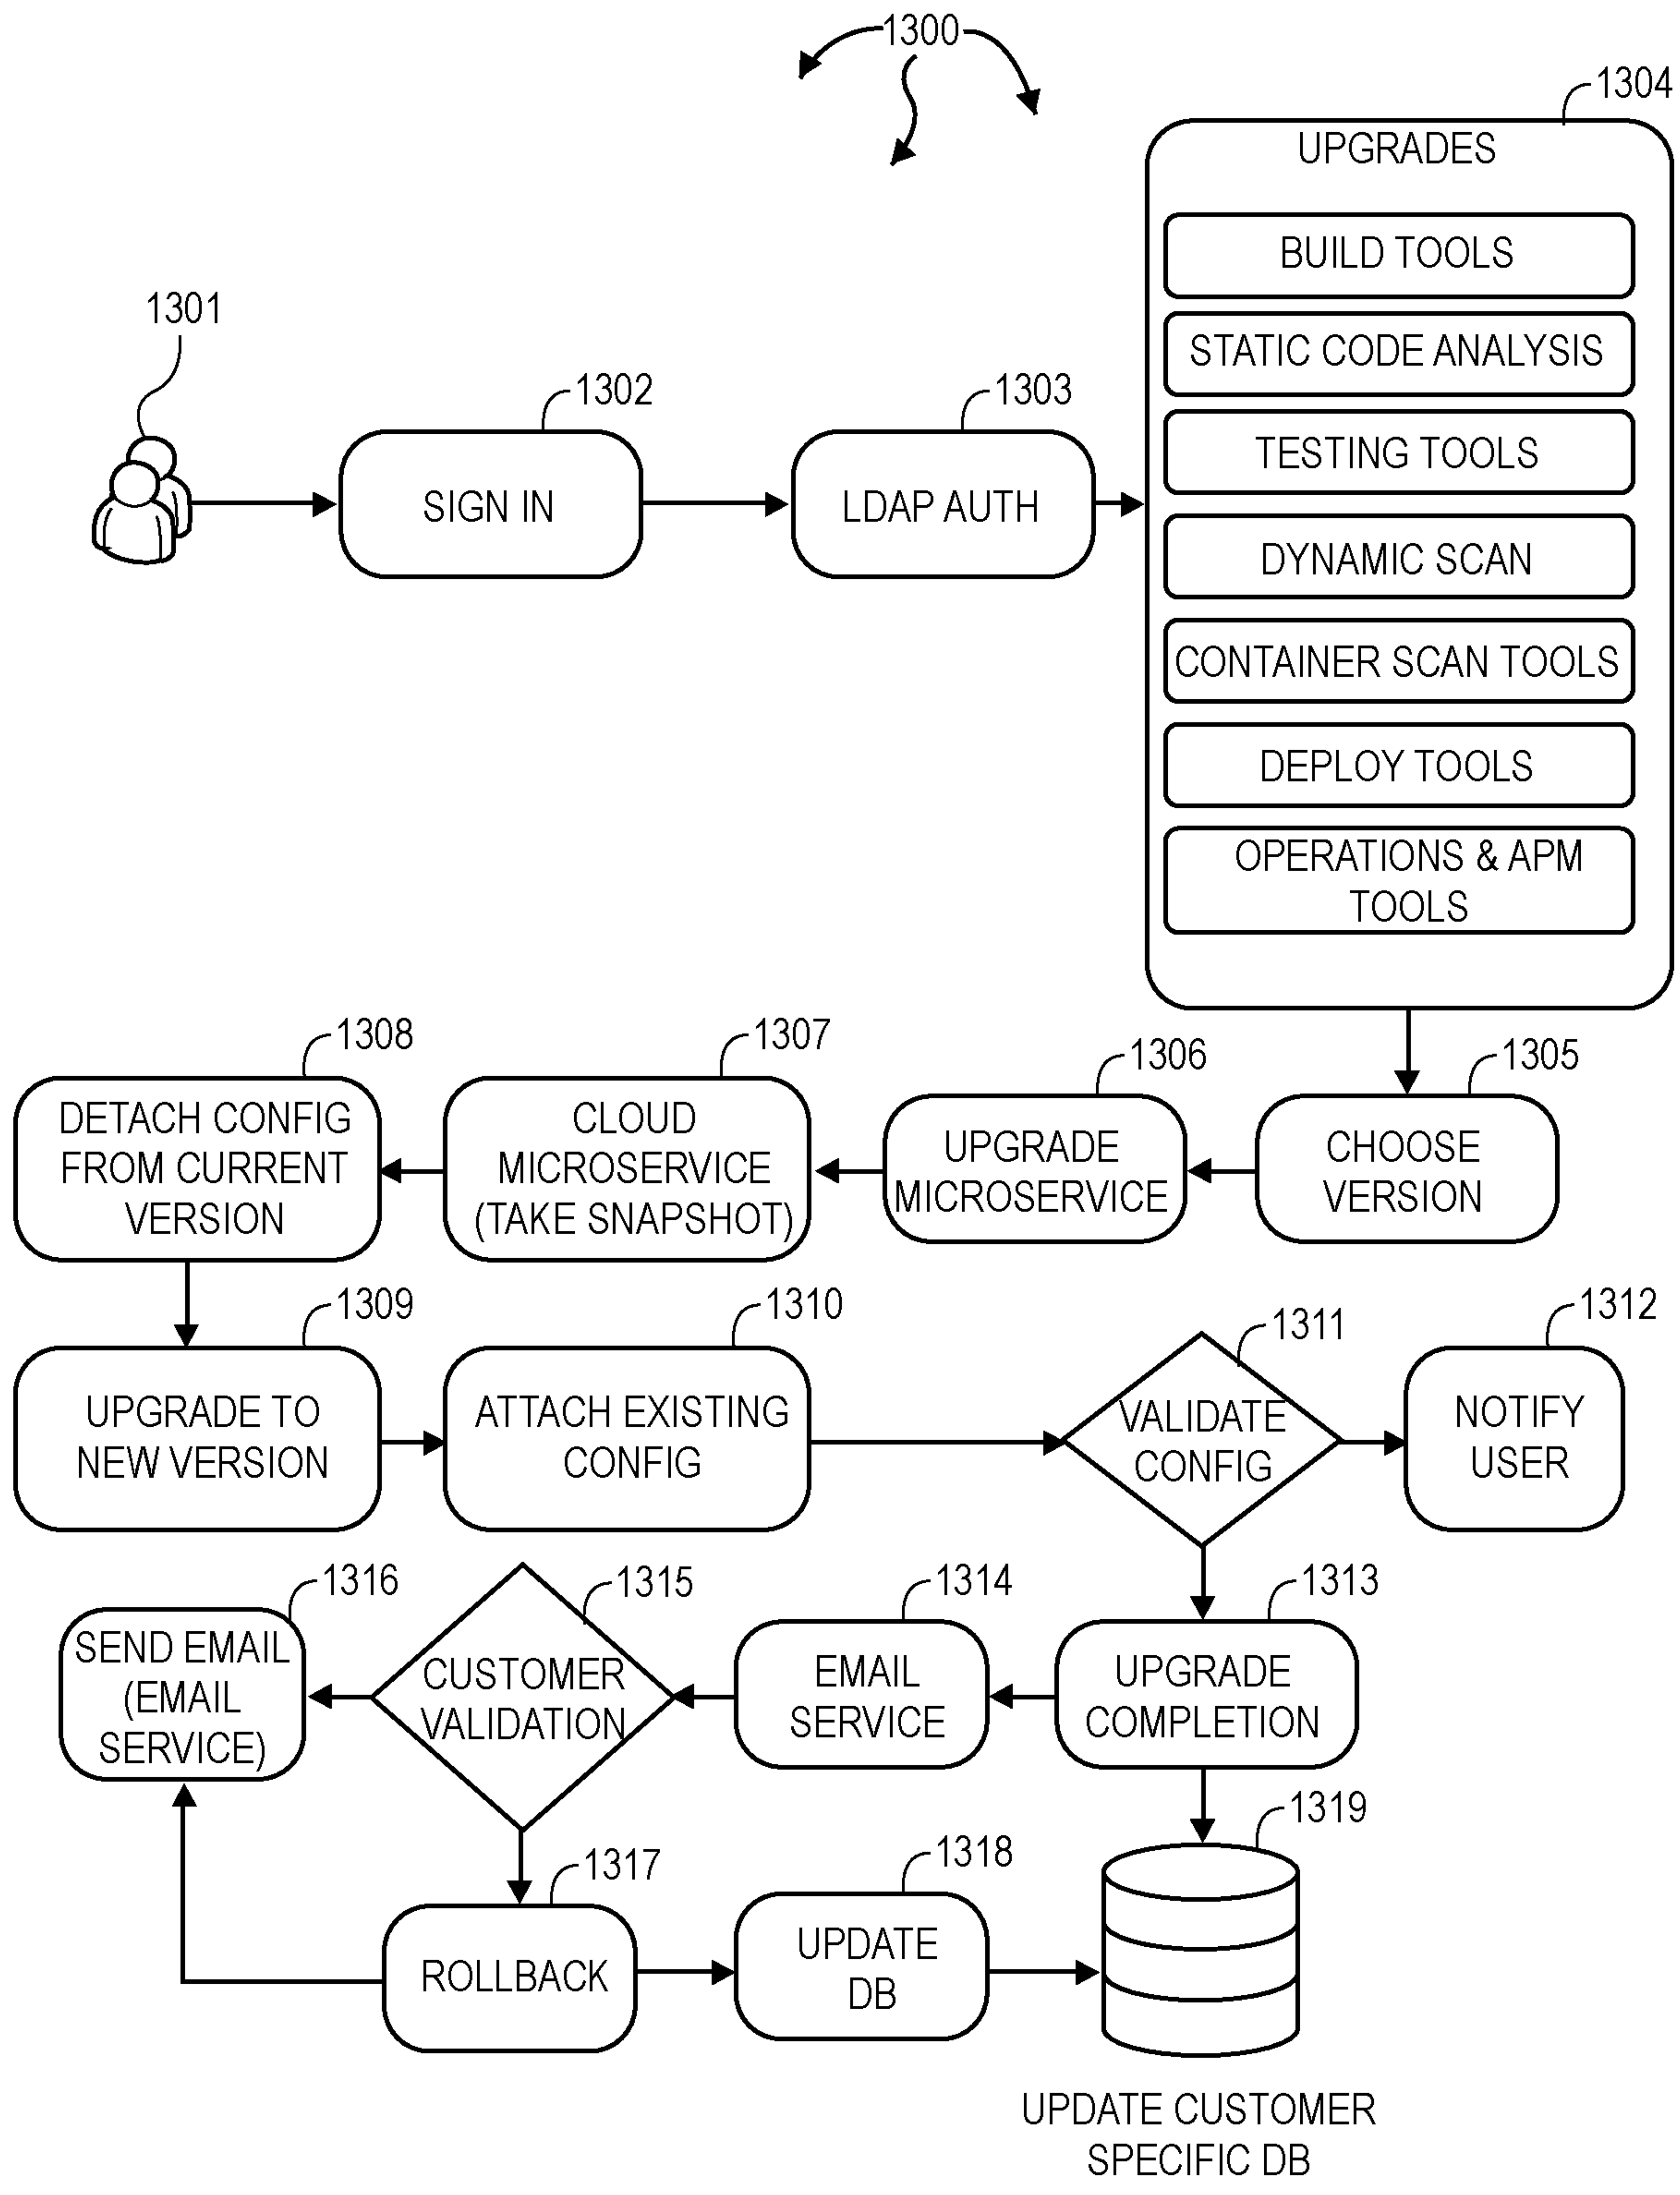 1300
1304
UPGRADES
BUILD TOOLS
1301
STATIC CODE ANALYSIS
1302
1303
TESTING TOOLS
SIGN IN
LDAP AUTH
DYNAMIC SCAN
CONTAINER SCAN TOOLS
DEPLOY TOOLS
OPERATIONS & APM
TOOLS
1308
1307
1306
1305
DETACH CONFIG
FROM CURRENT
VERSION
CLOUD
MICROSERVICE
(TAKE SNAPSHOT)
UPGRADE
MICROSERVICE
CHOOSE
VERSION
1309
1310
1311
1312
UPGRADE TO
NEW VERSION
ATTACH EXISTING
CONFIG
VALIDATE
CONFIG
NOTIFY
USER
1316
1315
1314
1313
SEND EMAIL
(EMAIL
SERVICE)
CUSTOMER
VALIDATION
EMAIL
SERVICE
UPGRADE
COMPLETION
1317
1318
1319
ROLLBACK
UPDATE
DB
UPDATE CUSTOMER
SPECIFIC DB